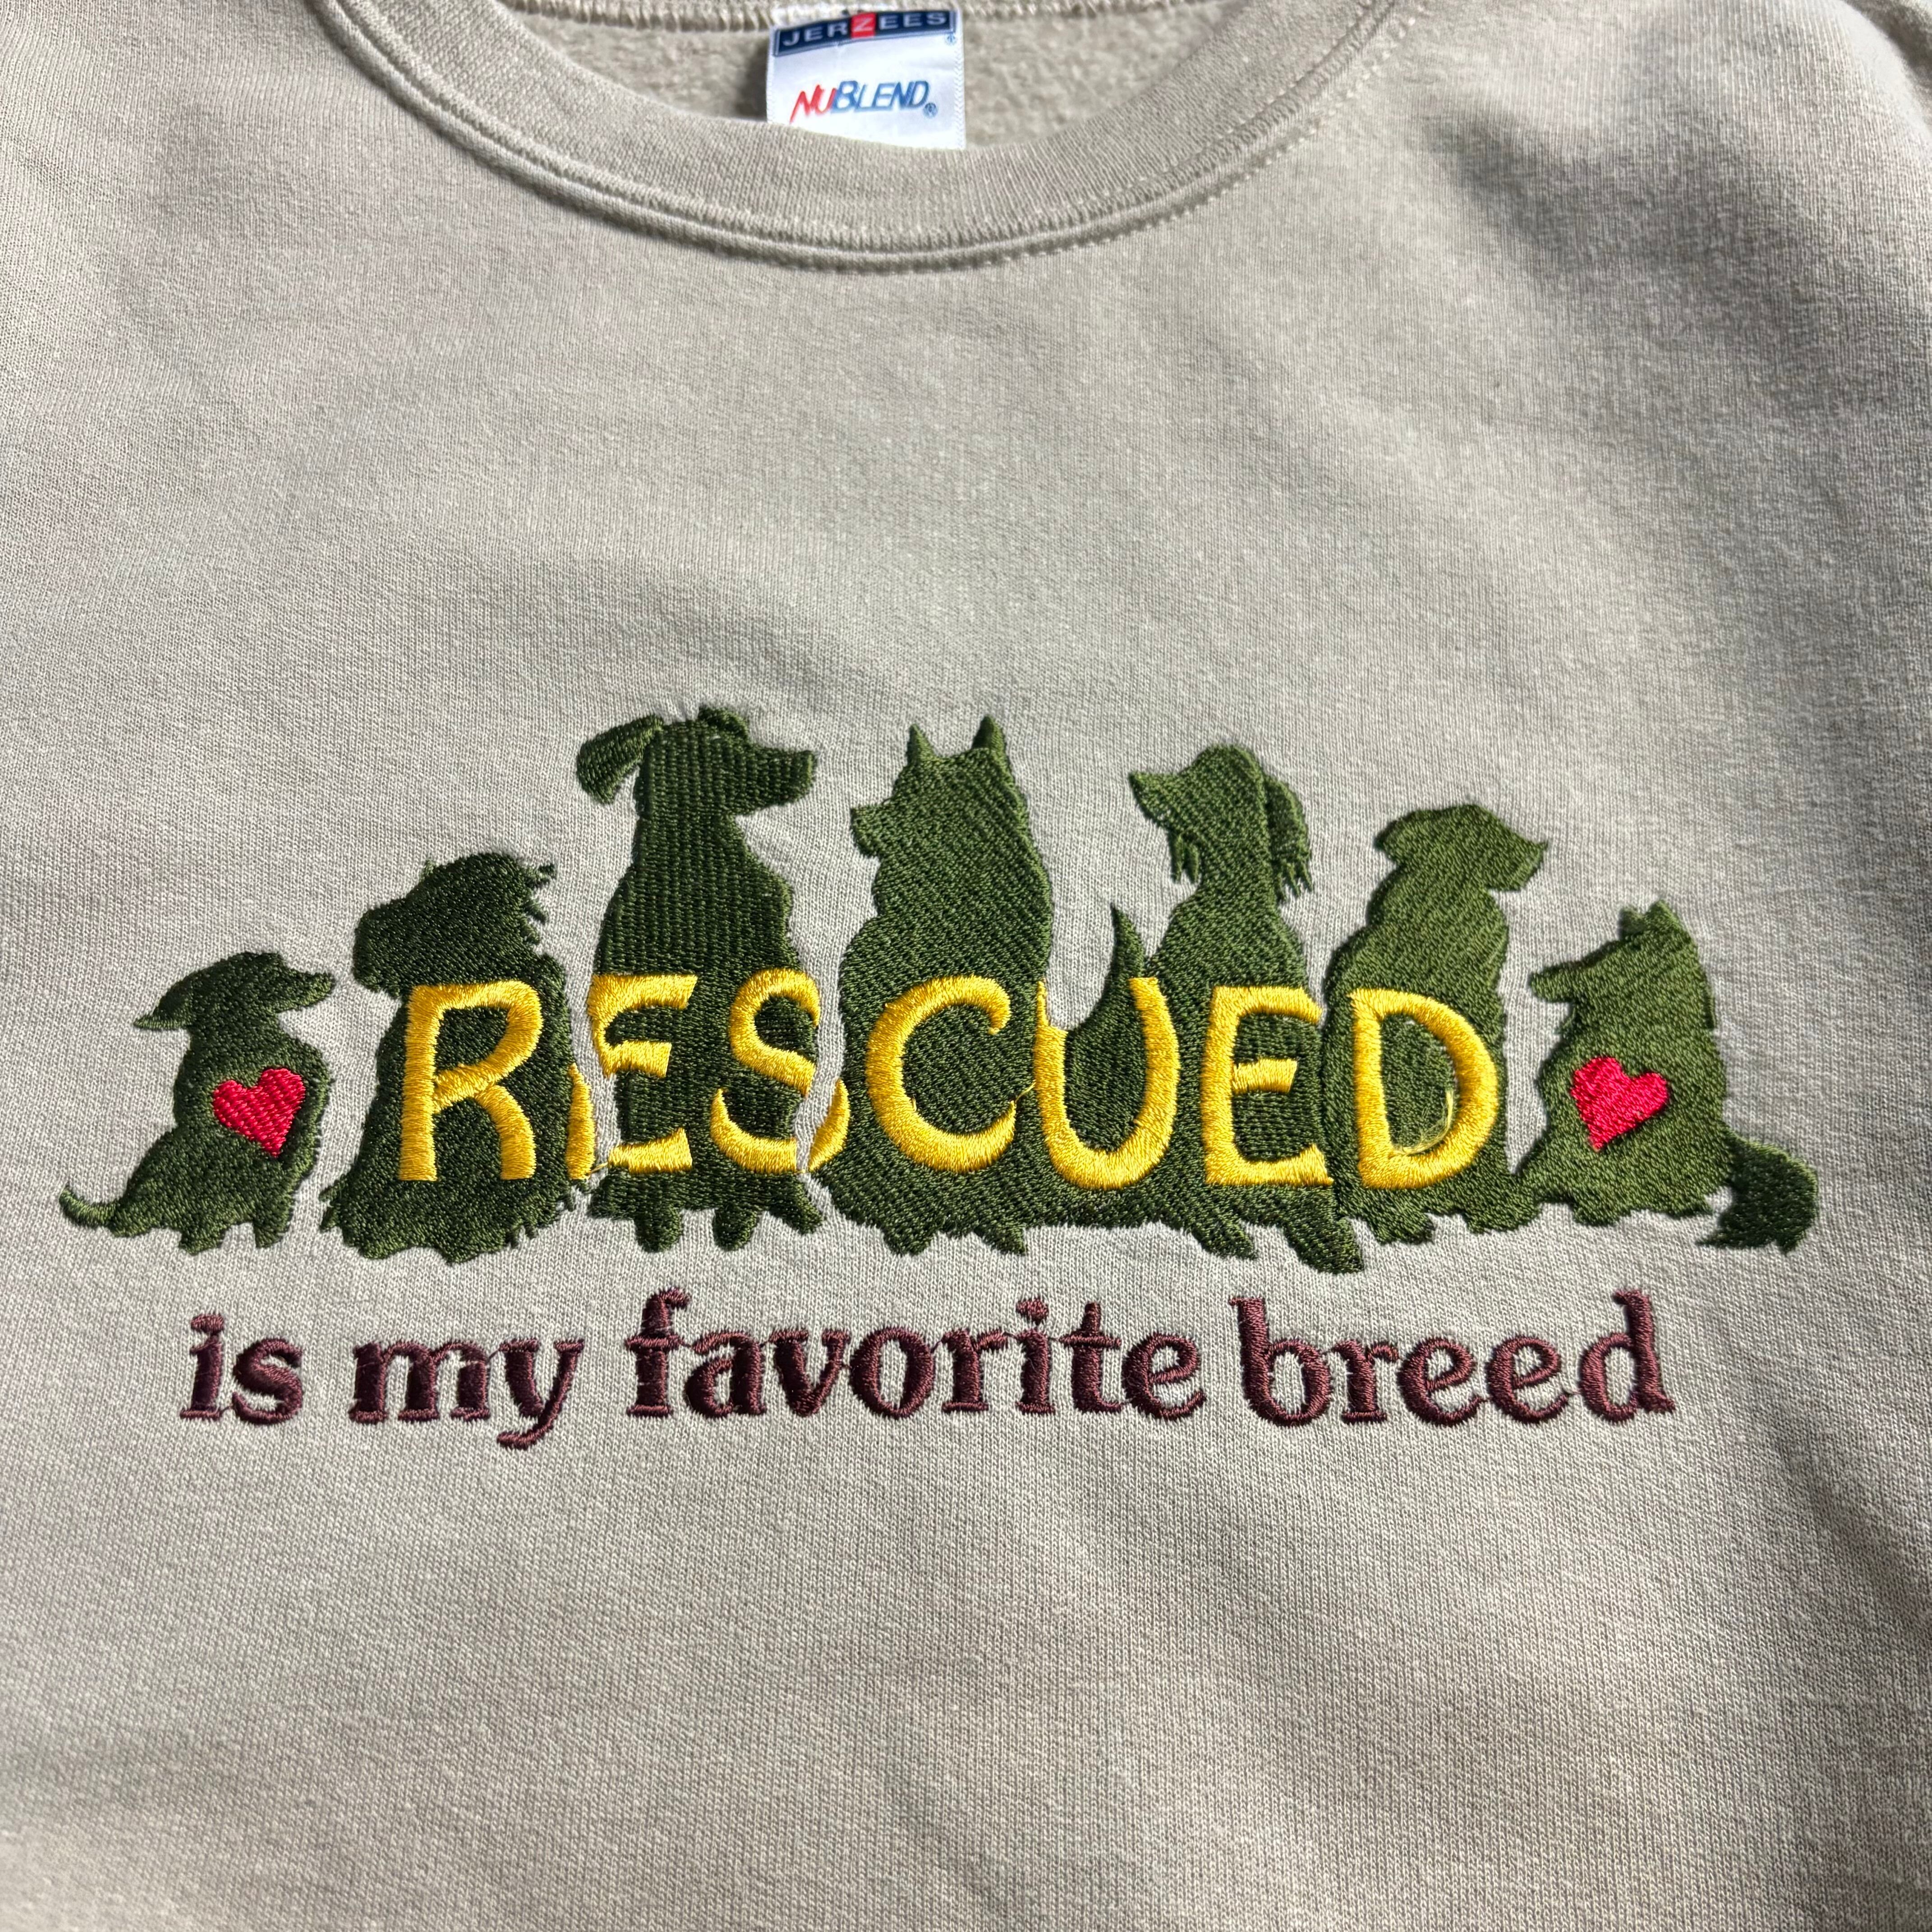 JERZEES
NUBLEND®
RESCUED
is my favorite breed